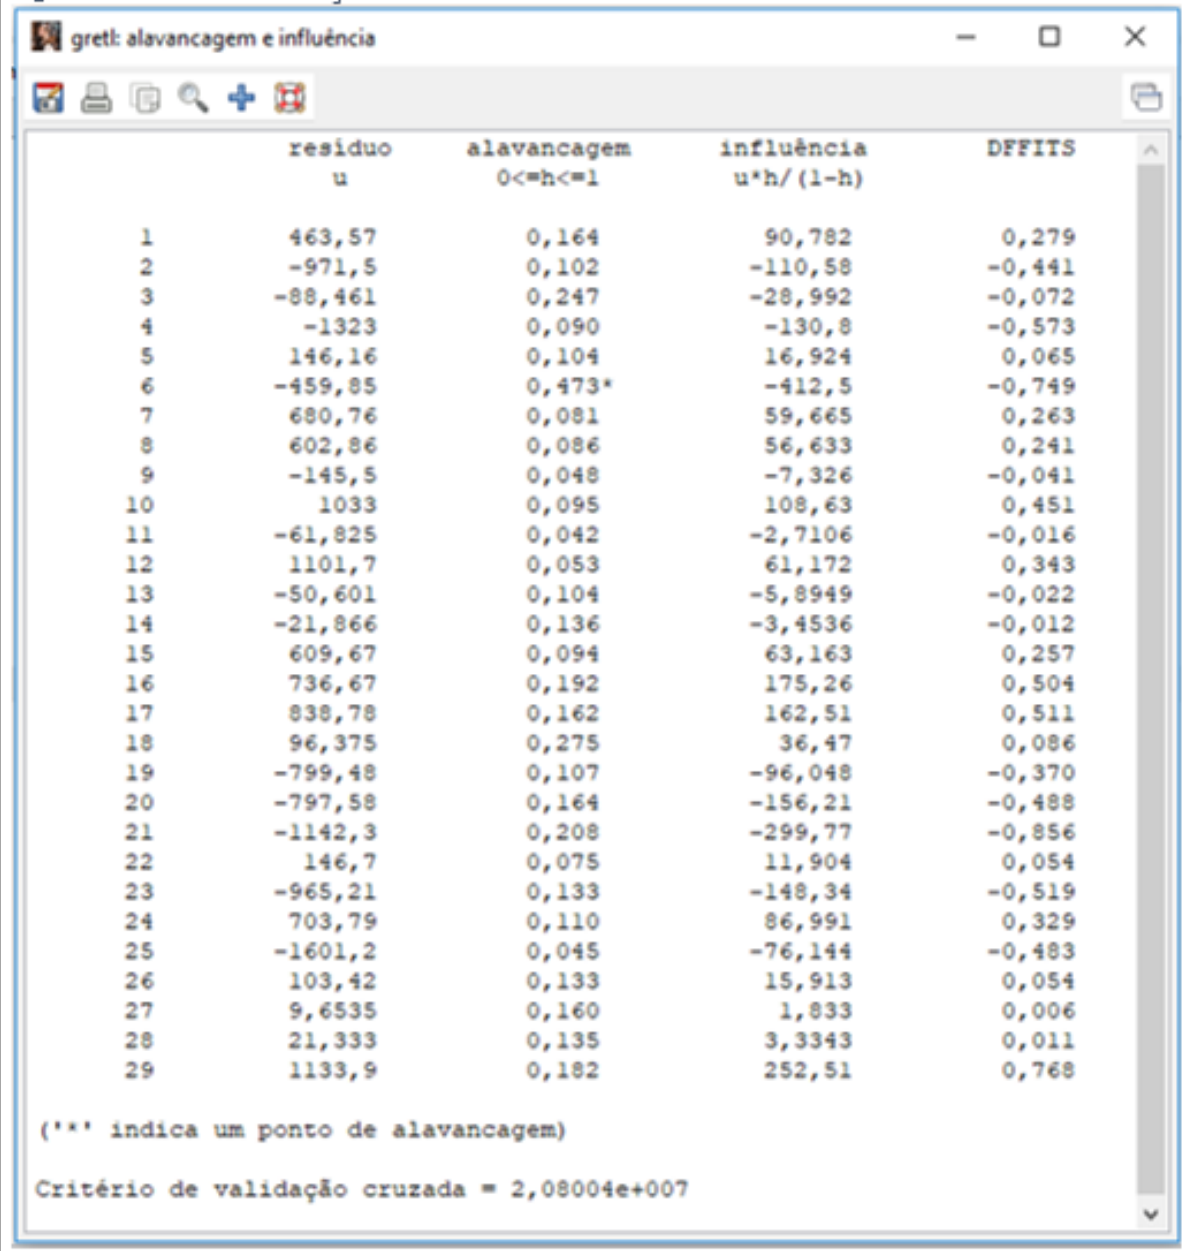 gretl: alavancagem e influência
resíduo alavancagem influência DFFITS
u 0<=h<=1 u*h/(1-h)
1 463,57 0,164 90,782 0,279
2 -971,5 0,102 -110,58 -0,441
3 -88,461 0,247 -28,992 -0,072
4 -1323 0,090 -130,8 -0,573
5 146,16 0,104 16,924 0,065
6 -459,85 0,473* -412,5 -0,749
7 680,76 0,081 59,665 0,263
8 602,86 0,086 56,633 0,241
9 -145,5 0,048 -7,326 -0,041
10 1033 0,095 108,63 0,451
11 -61,825 0,042 -2,7106 -0,016
12 1101,7 0,053 61,172 0,343
13 -50,601 0,104 -5,8949 -0,022
14 -21,866 0,136 -3,4536 -0,012
15 609,67 0,094 63,163 0,257
16 736,67 0,192 175,26 0,504
17 838,78 0,162 162,51 0,511
18 96,375 0,275 36,47 0,086
19 -799,48 0,107 -96,048 -0,370
20 -797,58 0,164 -156,21 -0,488
21 -1142,3 0,208 -299,77 -0,856
22 146,7 0,075 11,904 0,054
23 -965,21 0,133 -148,34 -0,519
24 703,79 0,110 86,991 0,329
25 -1601,2 0,045 -76,144 -0,483
26 103,42 0,133 15,913 0,054
27 9,6535 0,160 1,833 0,006
28 21,333 0,135 3,3343 0,011
29 1133,9 0,182 252,51 0,768
('*' indica um ponto de alavancagem)
Critério de validação cruzada = 2,08004e+007